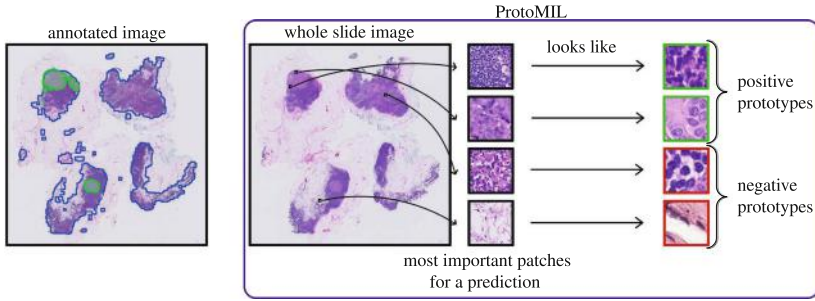 ProtoMIL
annotated image
whole slide image
looks like
positive
prototypes
negative
prototypes
most important patches
for a prediction